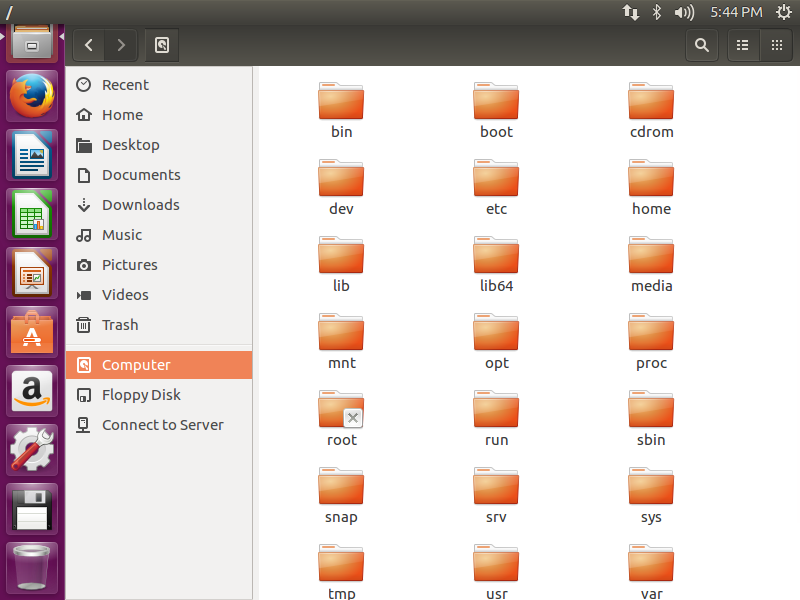 /
5:44 PM
Recent
Home
Desktop
Documents
Downloads
Music
Pictures
Videos
Trash
Computer
Floppy Disk
Connect to Server
bin
boot
cdrom
dev
etc
home
lib
lib64
media
mnt
opt
proc
root
run
sbin
snap
srv
sys
tmp
usr
var